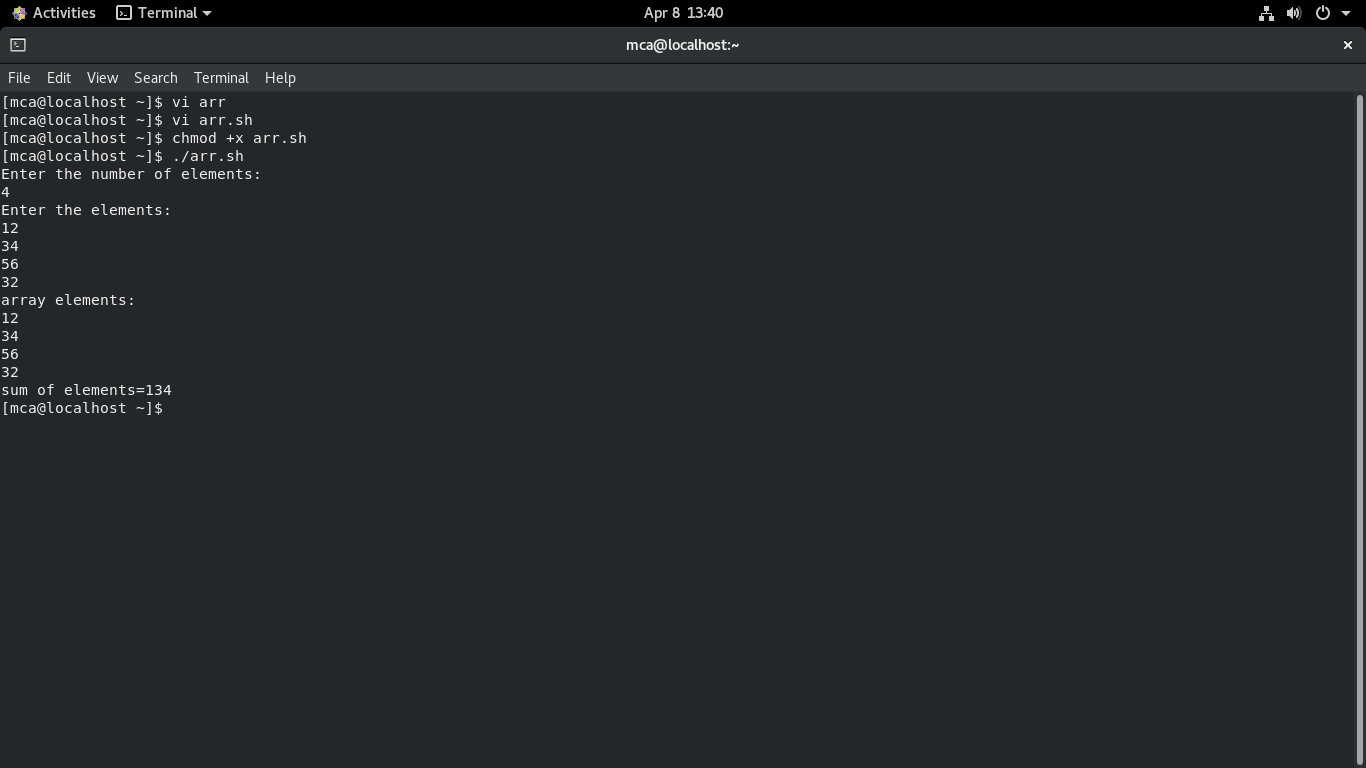 Activities Terminal Apr 8 13:40
mca@localhost:~
File Edit View Search Terminal Help
[mca@localhost ~]$ vi arr
[mca@localhost ~]$ vi arr.sh
[mca@localhost ~]$ chmod +x arr.sh
[mca@localhost ~]$ ./arr.sh
Enter the number of elements:
4
Enter the elements:
12
34
56
32
array elements:
12
34
56
32
sum of elements=134
[mca@localhost ~]$